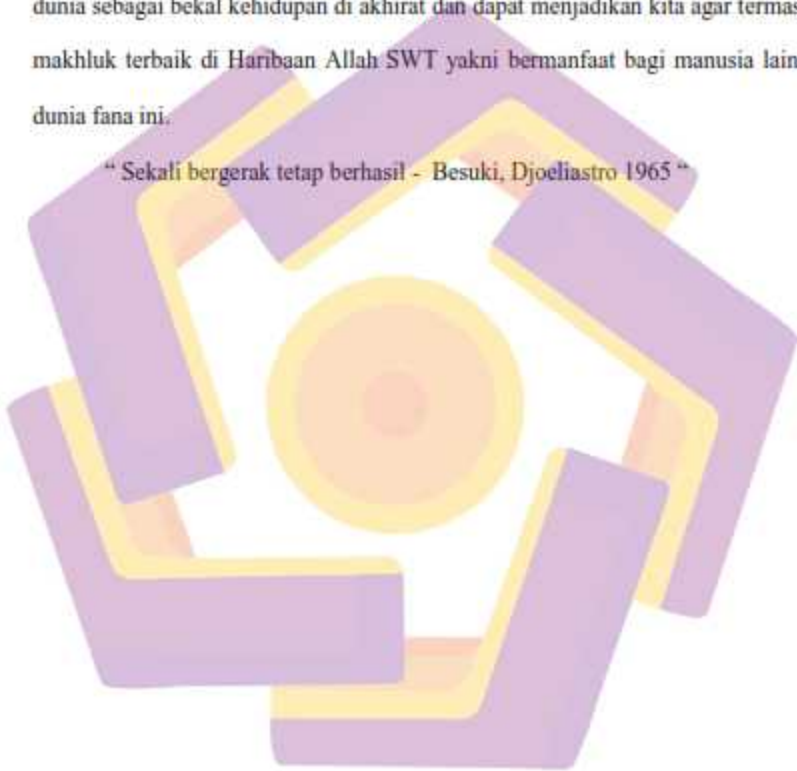 dunia sebagai bekal kehidupan di akhirat dan dapat menjadikan kita agar
makhluk terbaik di Haribaan Allah SWT yakni bermanfaat bagi manusia lain
dunia fana ini.
“ Sekali bergerak tetap berhasil - Besuki, Djoeliastro 1965 “